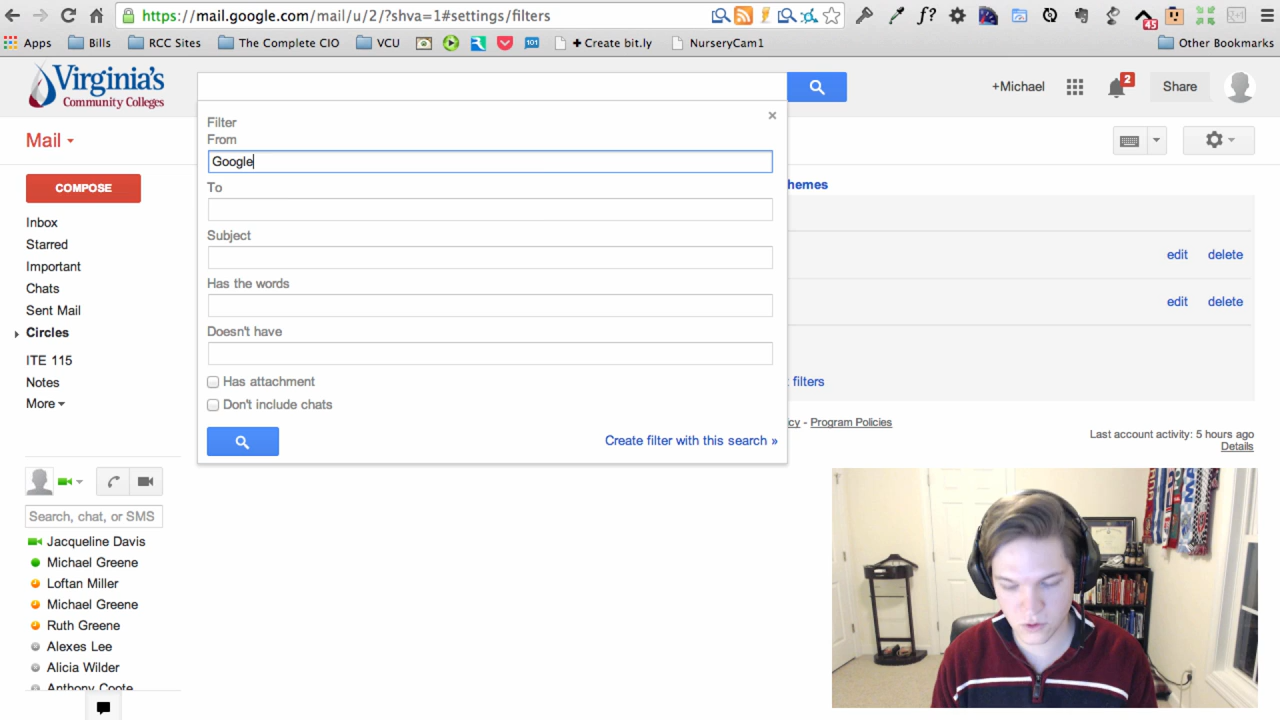 https://mail.google.com/mail/u/2/?shva=1#settings/filters
45
Apps Bills RCC Sites The Complete CIO VCU 101 + Create bit.ly NurseryCam1 Other Bookmarks
Virginia's
Community Colleges
+Michael 2 Share
Mail
COMPOSE
Inbox
Starred
Important
Chats
Sent Mail
Circles
ITE 115
Notes
More
Search, chat, or SMS
Jacqueline Davis
Michael Greene
Loftan Miller
Michael Greene
Ruth Greene
Alexes Lee
Alicia Wilder
Anthony Coote
Filter
From
Google
To
Subject
Has the words
Doesn't have
Has attachment
Don't include chats
Create filter with this search »
hemes
edit delete
edit delete
filters
cy - Program Policies
Last account activity: 5 hours ago
Details